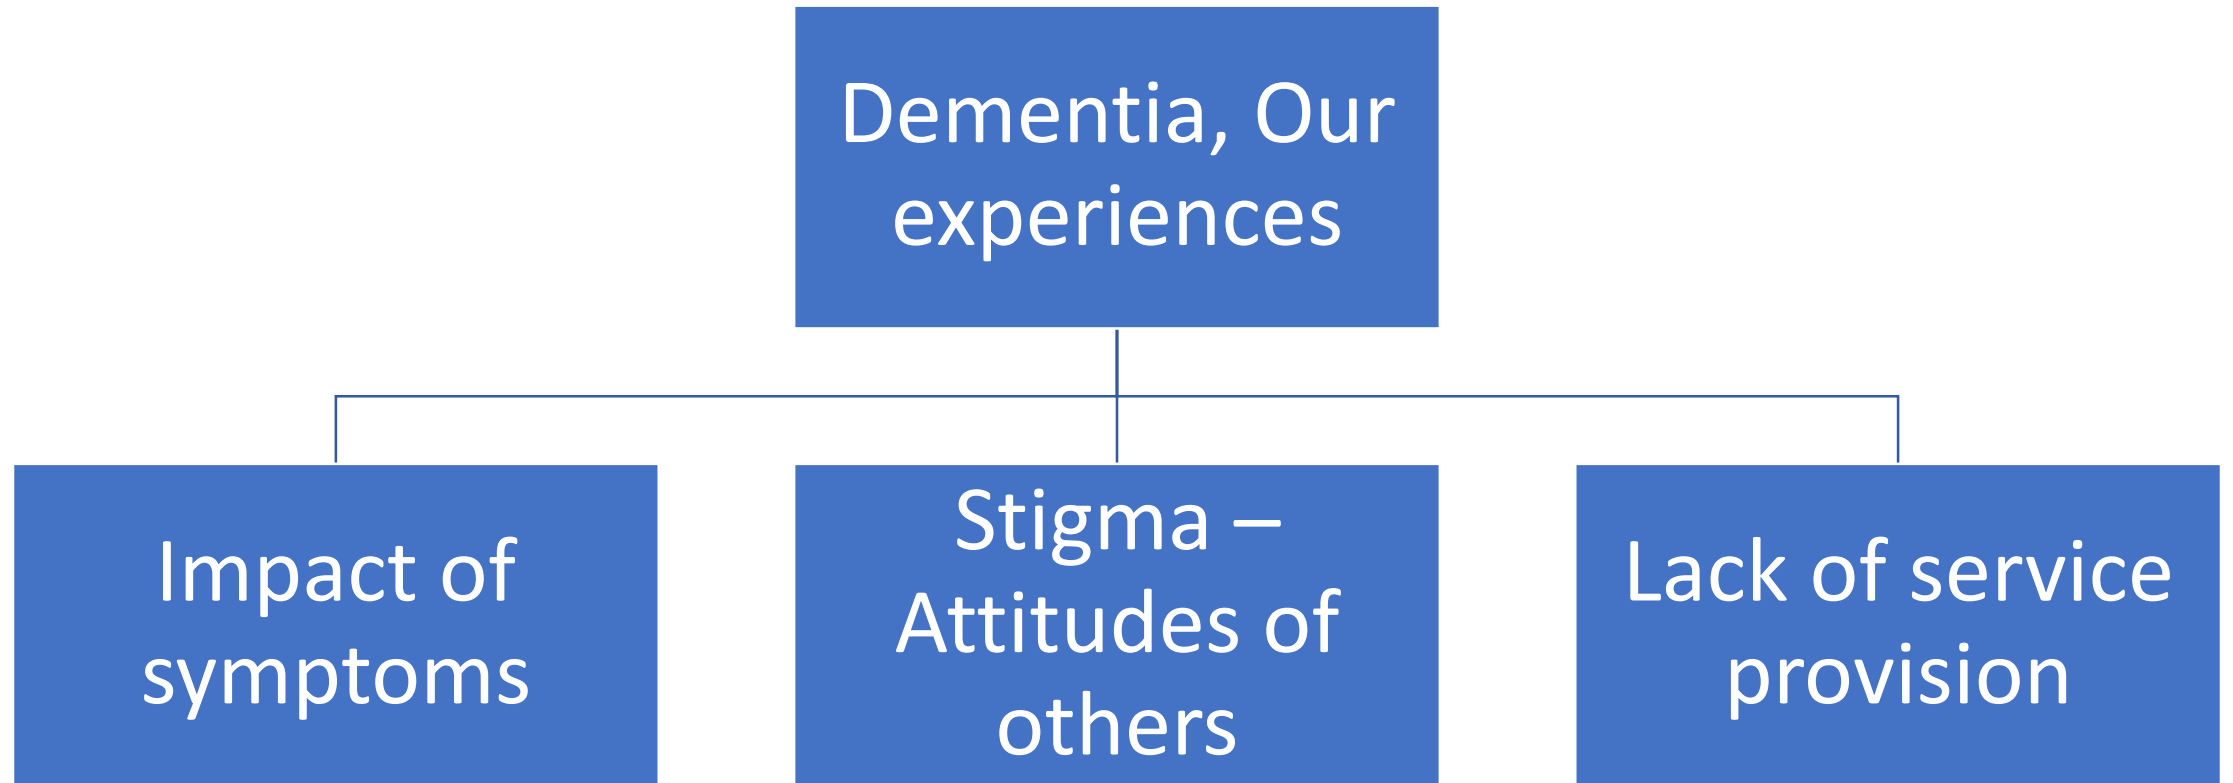 Dementia, Our
experiences
Impact of
symptoms
Stigma –
Attitudes of
others
Lack of service
provision